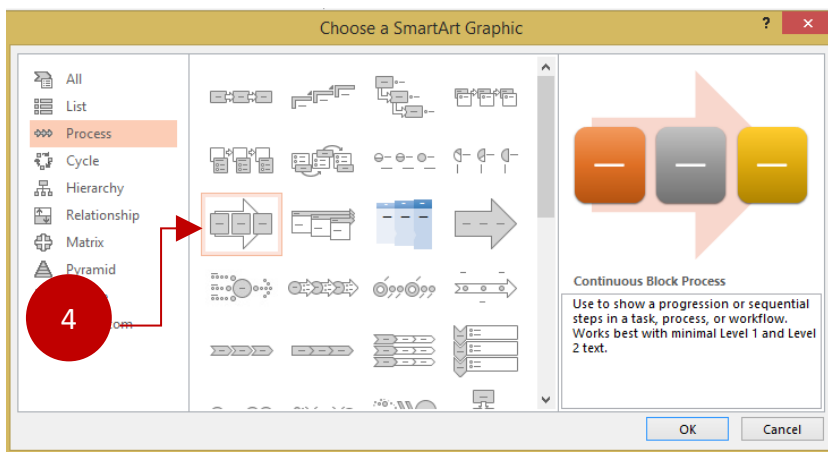 Choose a SmartArt Graphic
?
All
List
Process
Cycle
Hierarchy
Relationship
Matrix
Pyramid
4
om
Continuous Block Process
Use to show a progression or sequential
steps in a task, process, or workflow.
Works best with minimal Level 1 and Level
2 text.
OK
Cancel